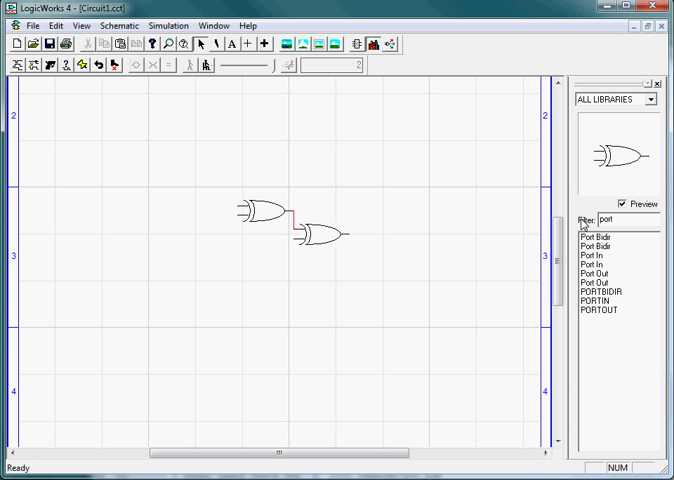 LogicWorks 4 - [Circuit1.cct]
File Edit View Schematic Simulation Window Help
A
?
2
ALL LIBRARIES
2 2
Preview
Filter: port
Port Bidir
Port Bidir
Port In
Port In
Port Out
Port Out
PORTBIDIR
PORTIN
PORTOUT
3 3
4 4
Ready NUM